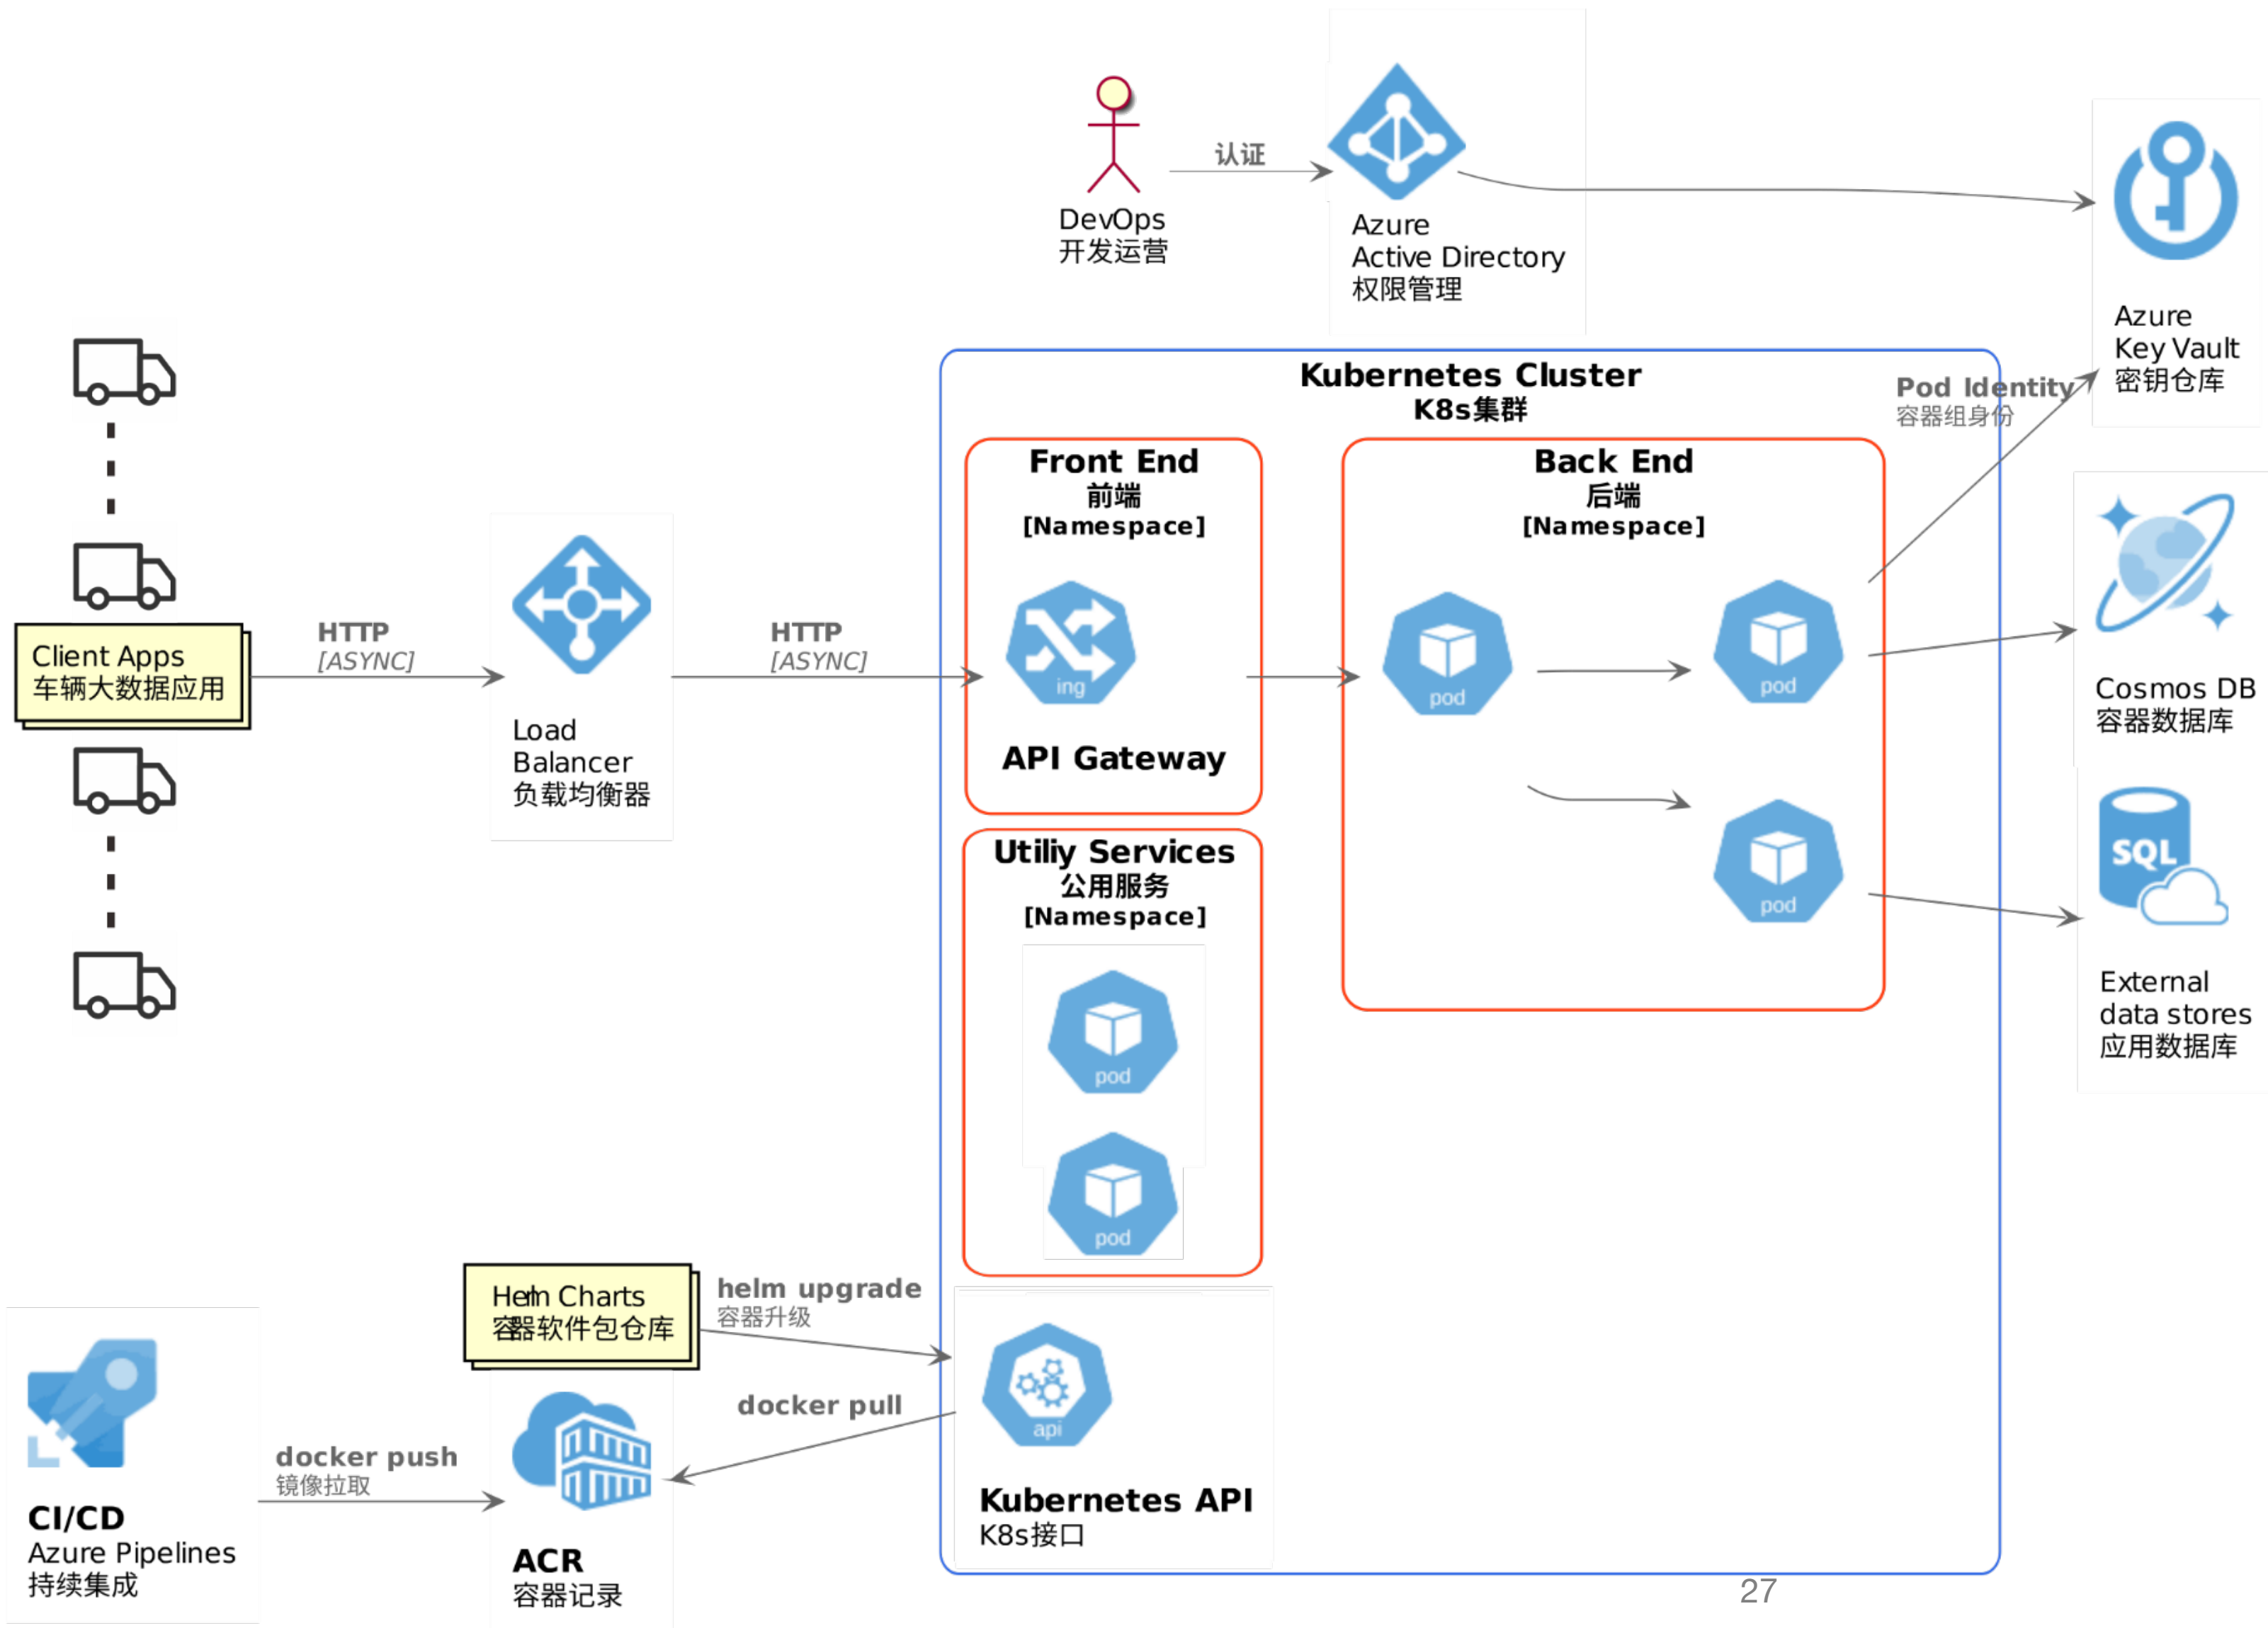 认证
DevOps
开发运营
Azure
Active Directory
权限管理
Azure
Key Vault
密钥仓库
Kubernetes Cluster
K8s集群
Pod Identity
容器组身份
Front End
前端
[Namespace]
ing
API Gateway
Back End
后端
[Namespace]
pod
pod
pod
Cosmos DB
容器数据库
SQL
External
data stores
应用数据库
Client Apps
车辆大数据应用
HTTP
[ASYNC]
Load
Balancer
负载均衡器
HTTP
[ASYNC]
Utiliy Services
公用服务
[Namespace]
pod
pod
Helm Charts
容器软件包仓库
helm upgrade
容器升级
docker pull
api
Kubernetes API
K8s接口
docker push
镜像拉取
CI/CD
Azure Pipelines
持续集成
ACR
容器记录
27